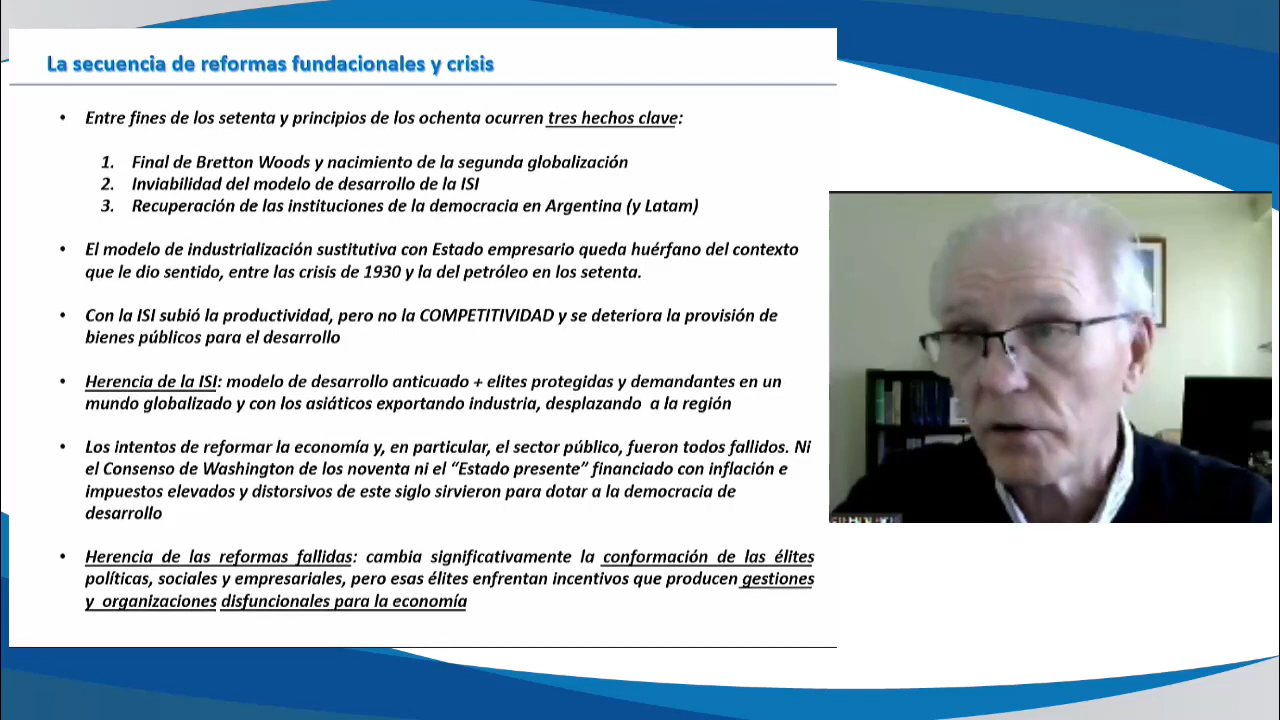 La secuencia de reformas fundacionales y crisis
• Entre fines de los setenta y principios de los ochenta ocurren tres hechos clave:
1. Final de Bretton Woods y nacimiento de la segunda globalización
2. Inviabilidad del modelo de desarrollo de la ISI
3. Recuperación de las instituciones de la democracia en Argentina (y Latam)
• El modelo de industrialización sustitutiva con Estado empresario queda huérfano del contexto
que le dio sentido, entre las crisis de 1930 y la del petróleo en los setenta.
• Con la ISI subió la productividad, pero no la COMPETITIVIDAD y se deteriora la provisión de
bienes públicos para el desarrollo
• Herencia de la ISI: modelo de desarrollo anticuado + elites protegidas y demandantes en un
mundo globalizado y con los asiáticos exportando industria, desplazando a la región
• Los intentos de reformar la economía y, en particular, el sector público, fueron todos fallidos. Ni
el Consenso de Washington de los noventa ni el “Estado presente” financiado con inflación e
impuestos elevados y distorsivos de este siglo sirvieron para dotar a la democracia de
desarrollo
• Herencia de las reformas fallidas: cambia significativamente la conformación de las élites
políticas, sociales y empresariales, pero esas élites enfrentan incentivos que producen gestiones
y organizaciones disfuncionales para la economía